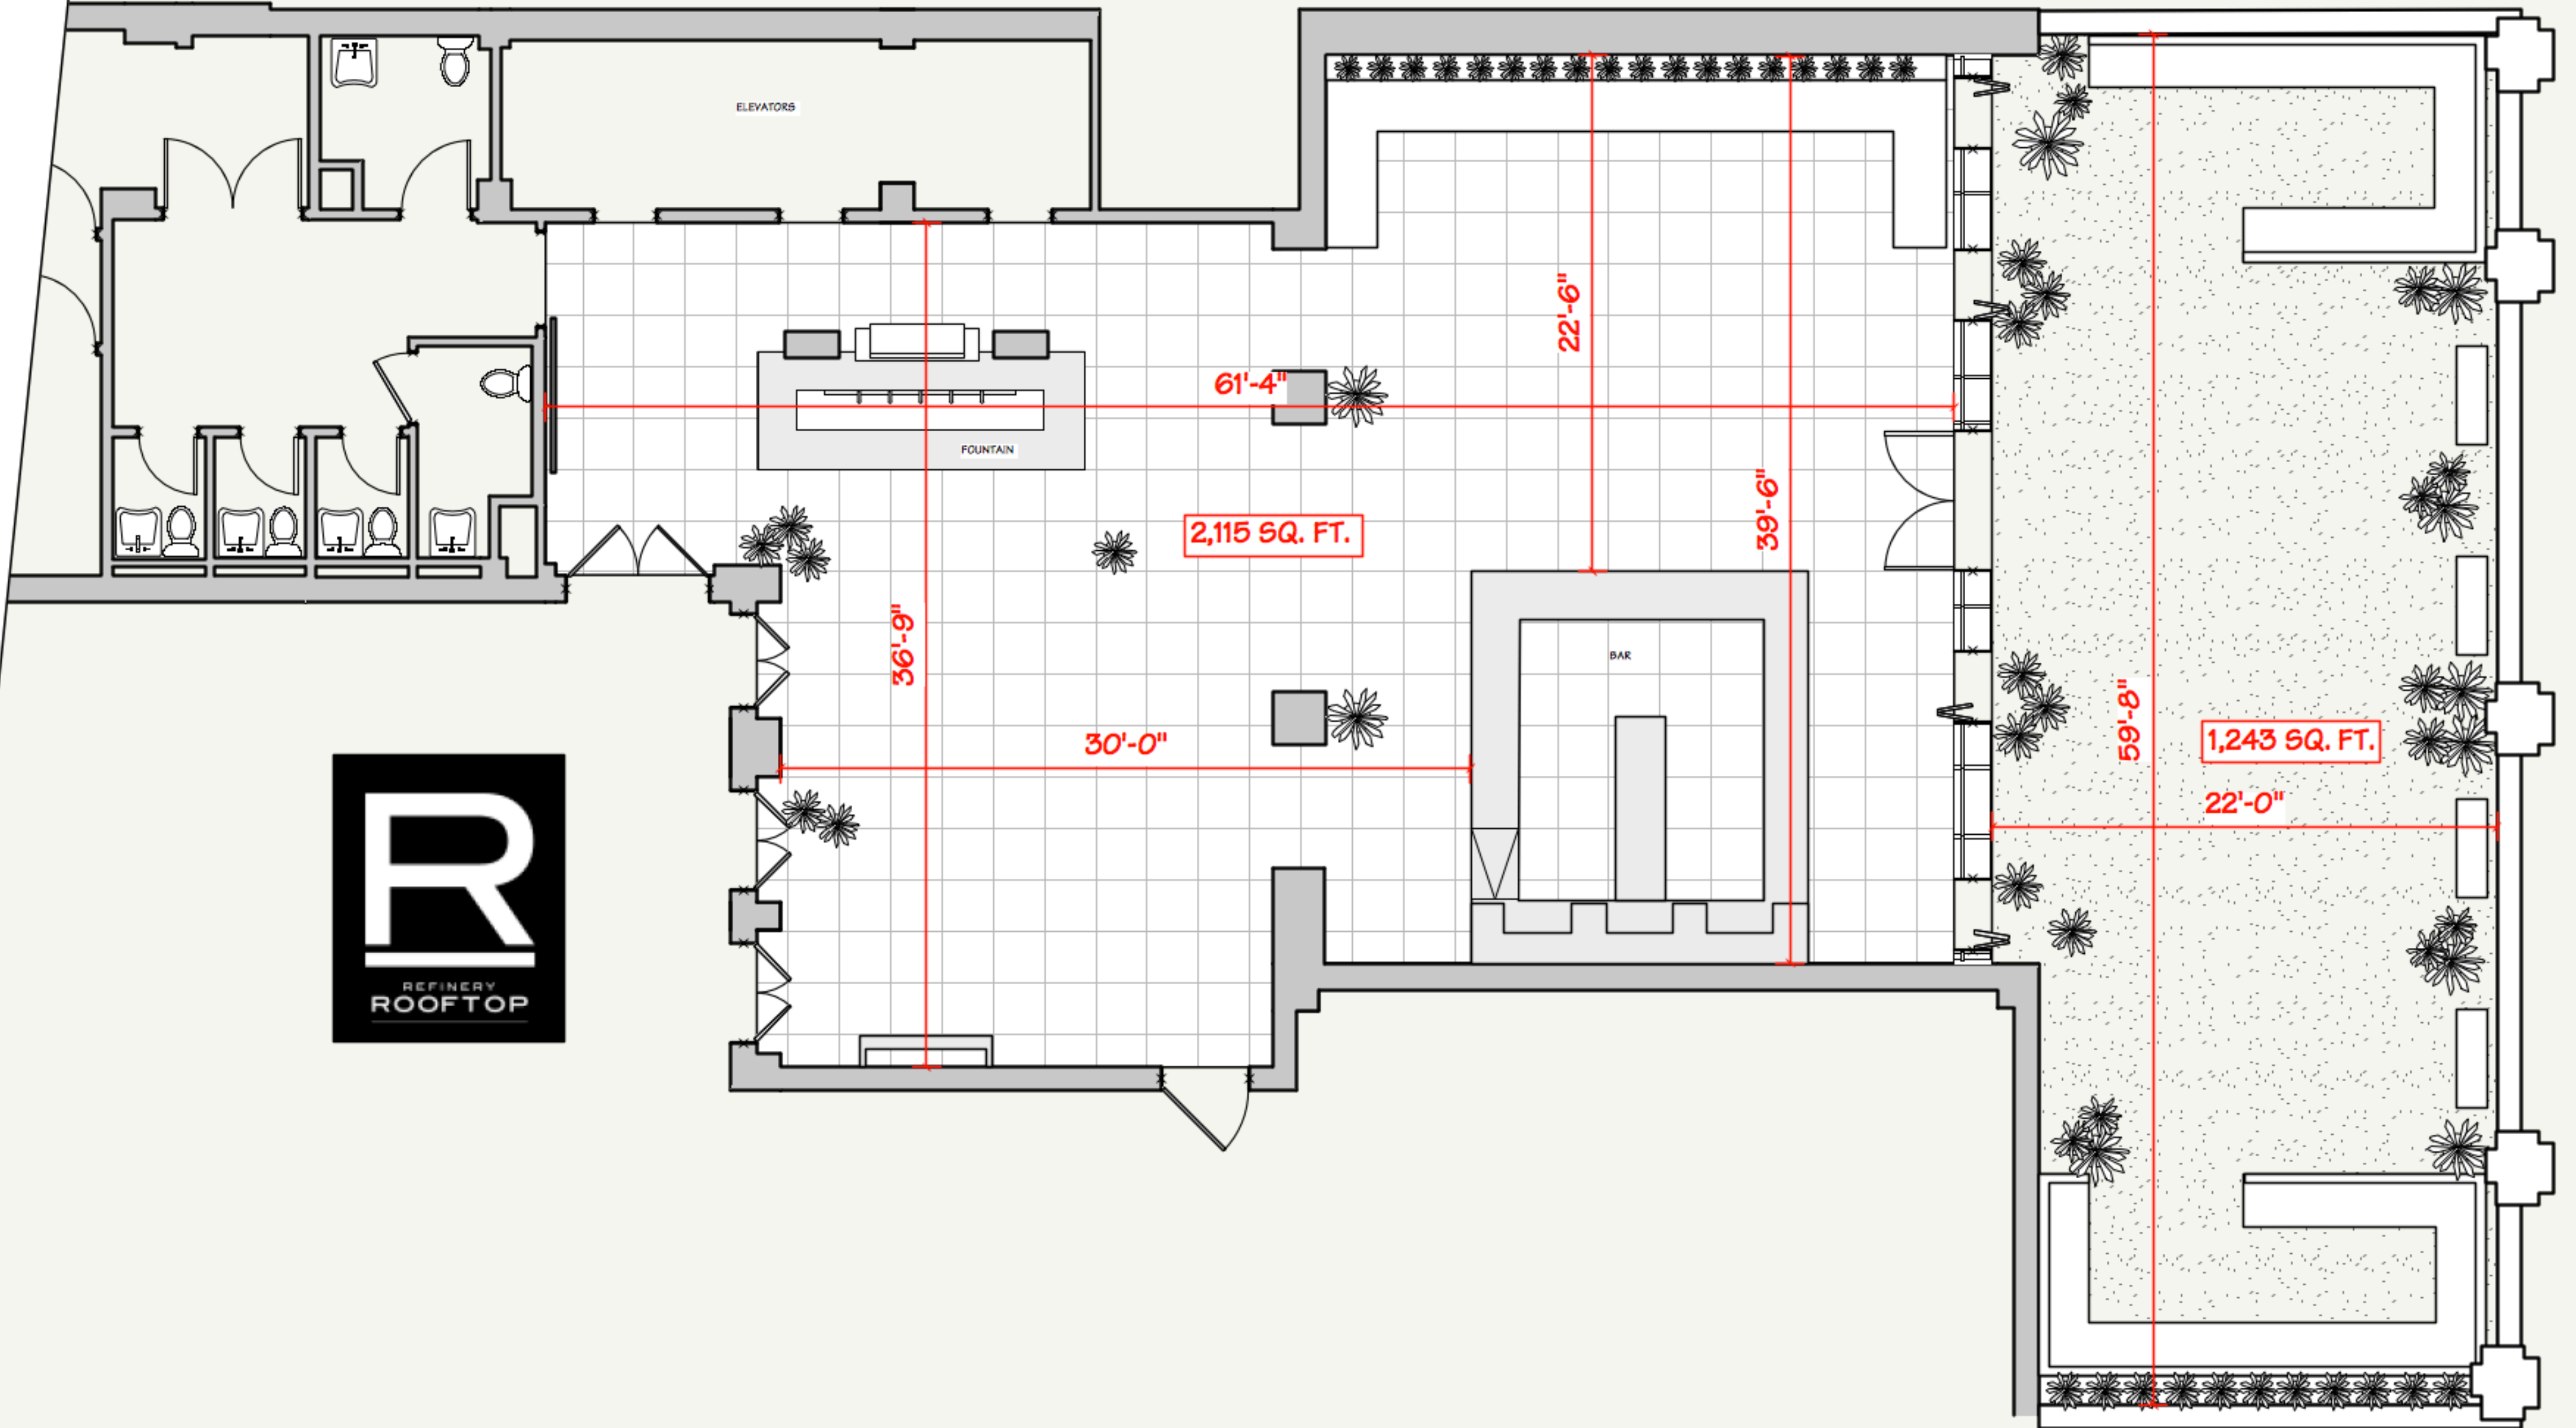 ELEVATORS
22'-6"
61'-4"
FOUNTAIN
39'-6"
2,115 SQ. FT.
36'-9"
BAR
30'-0"
59'-8"
1,243 SQ. FT.
22'-0"
R
REFINERY
ROOFTOP